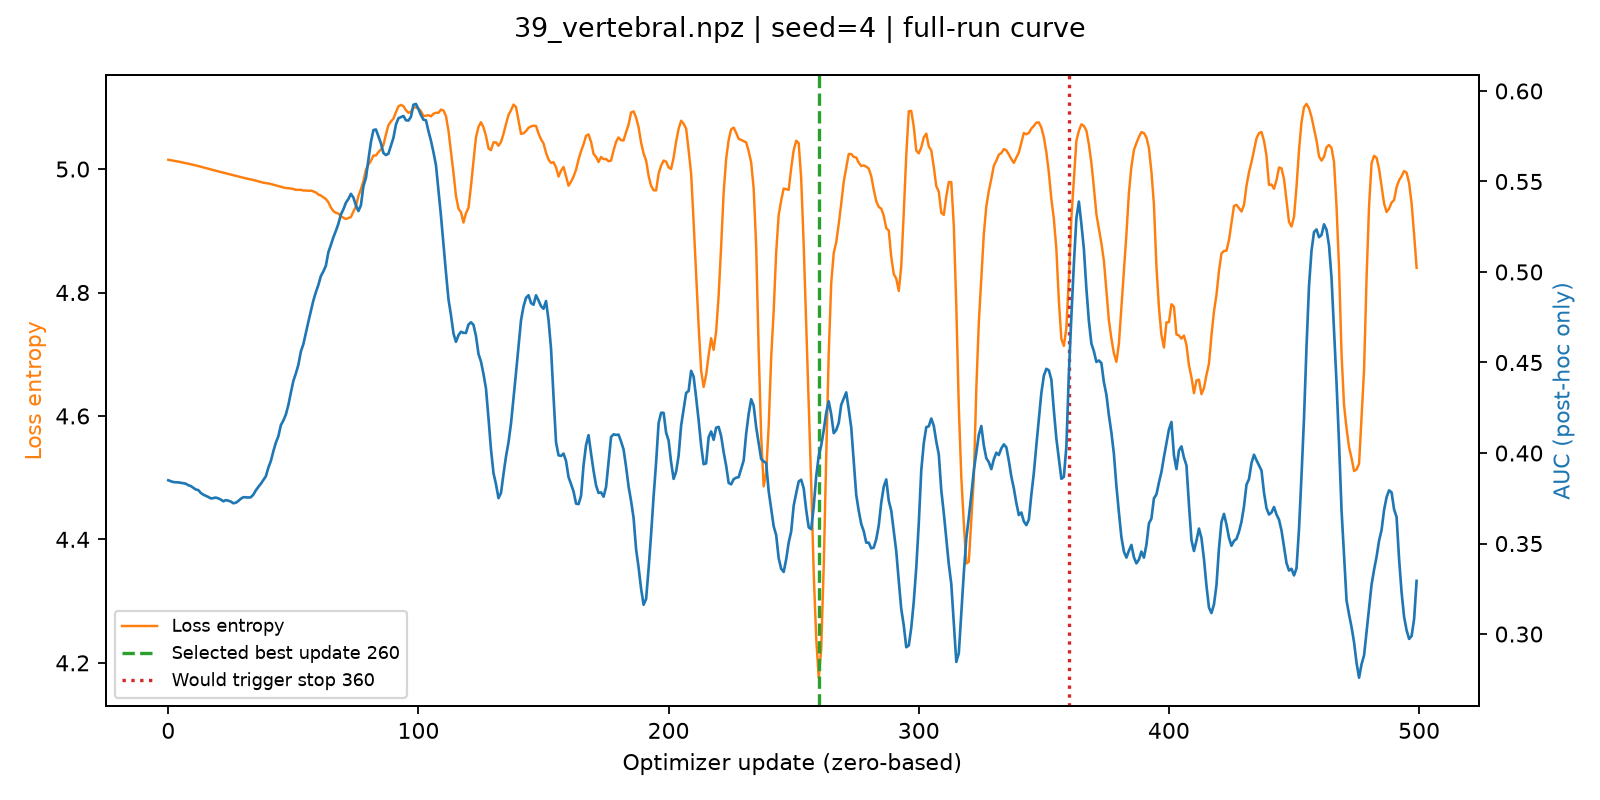 39_vertebral.npz | seed=4 | full-run curve
Loss entropy
5.0
4.8
4.6
4.4
4.2
0.60
0.55
0.50
0.45
0.40
0.35
0.30
AUC (post-hoc only)
Loss entropy
Selected best update 260
Would trigger stop 360
0 100 200 300 400 500
Optimizer update (zero-based)